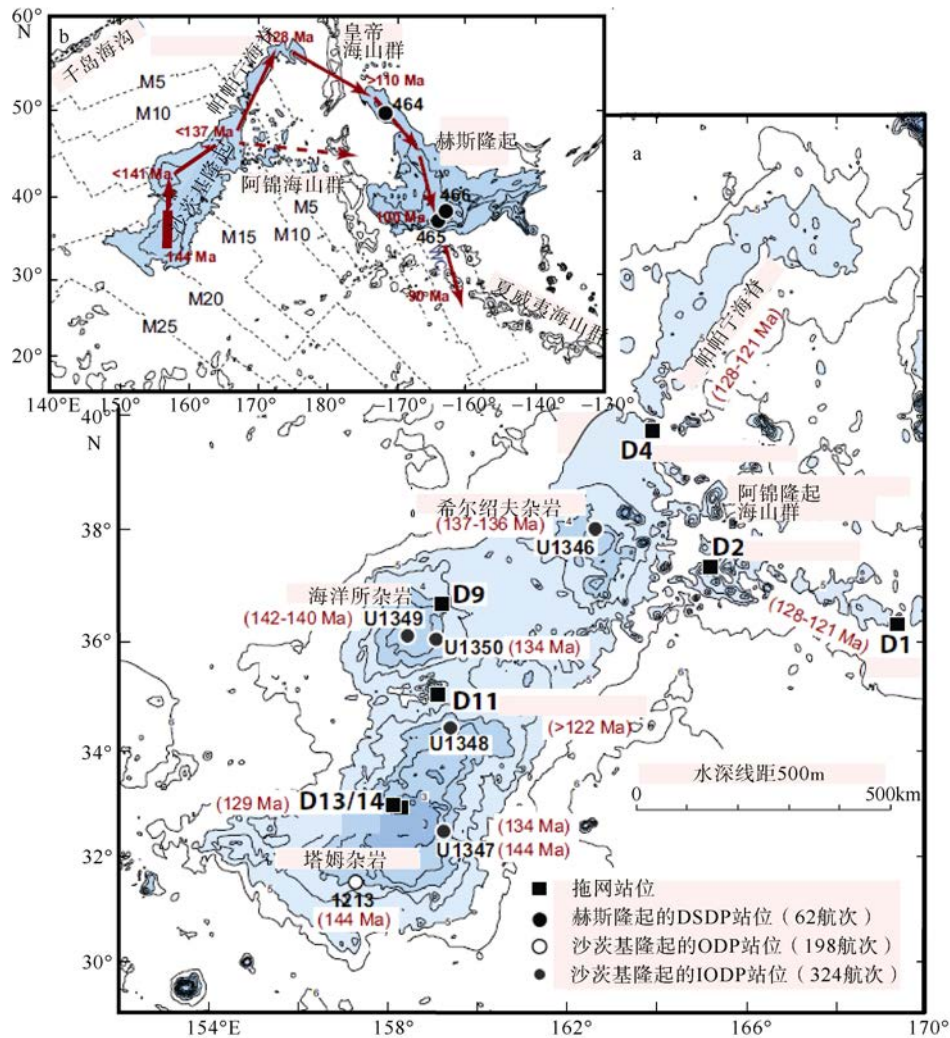 60°
N
b
50°
40°
30°
20°
140°E
160°
180°
−170°
−160°
−130°
千岛海沟
M5
M10
帕帕宁海脊
128 Ma
皇帝
海山群
>110 Ma
464
<137 Ma
赫斯隆起
<141 Ma
沙茨基隆起
阿锦海山群
466
M5
100 Ma
465
M10
M15
144 Ma
M20
90 Ma
夏威夷海山群
M25
a
帕帕宁海脊
(128-121 Ma)
40°
N
D4
阿锦隆起
海山群
38°
希尔绍夫杂岩
(137-136 Ma)
4
U1346
D2
海洋所杂岩
D9
(142-140 Ma)
U1349
(128-121 Ma)
36°
U1350
(134 Ma)
D1
D11
(>122 Ma)
U1348
34°
水深线距500m
0
500km
(129 Ma)
D13/14
3
(134 Ma)
U1347
(144 Ma)
32°
塔姆杂岩
1213
(144 Ma)
拖网站位
赫斯隆起的DSDP站位（62航次）
沙茨基隆起的ODP站位（198航次）
沙茨基隆起的IODP站位（324航次）
30°
154°E
158°
162°
166°
170°